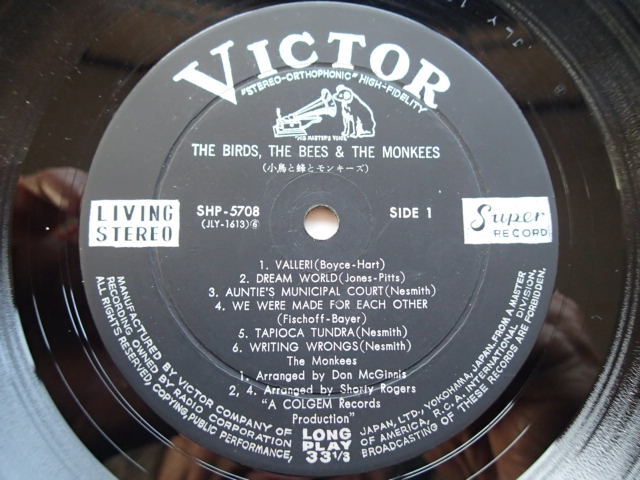 VICTOR
"STEREO-ORTHOPHONIC" HIGH-FIDELITY
"HIS MASTER'S VOICE"
THE BIRDS, THE BEES & THE MONKEES
(小鳥と蜂とモンキーズ)
LIVING STEREO
SHP-5708
(JLY-1613)⑥
SIDE 1
Super RECORD
1. VALLERI(Boyce-Hart)
2. DREAM WORLD(Jones-Pitts)
3. AUNTIE'S MUNICIPAL COURT(Nesmith)
4. WE WERE MADE FOR EACH OTHER
(Fischoff-Bayer)
5. TAPIOCA TUNDRA(Nesmith)
6. WRITING WRONGS(Nesmith)
The Monkees
1. Arranged by Don McGinnis
2, 4. Arranged by Shorty Rogers
"A COLGEM Records
Production"
LONG
PLAY
33 1/3
MANUFACTURED BY VICTOR COMPANY OF JAPAN, LTD., YOKOHAMA, JAPAN, FROM A MASTER
RECORDING OWNED BY RADIO CORPORATION OF AMERICA, R.C.A. INTERNATIONAL DIVISION.
ALL RIGHTS RESERVED, COPYING, PUBLIC PERFORMANCE, BROADCASTING OF THESE RECORDS ARE FORBIDDEN.